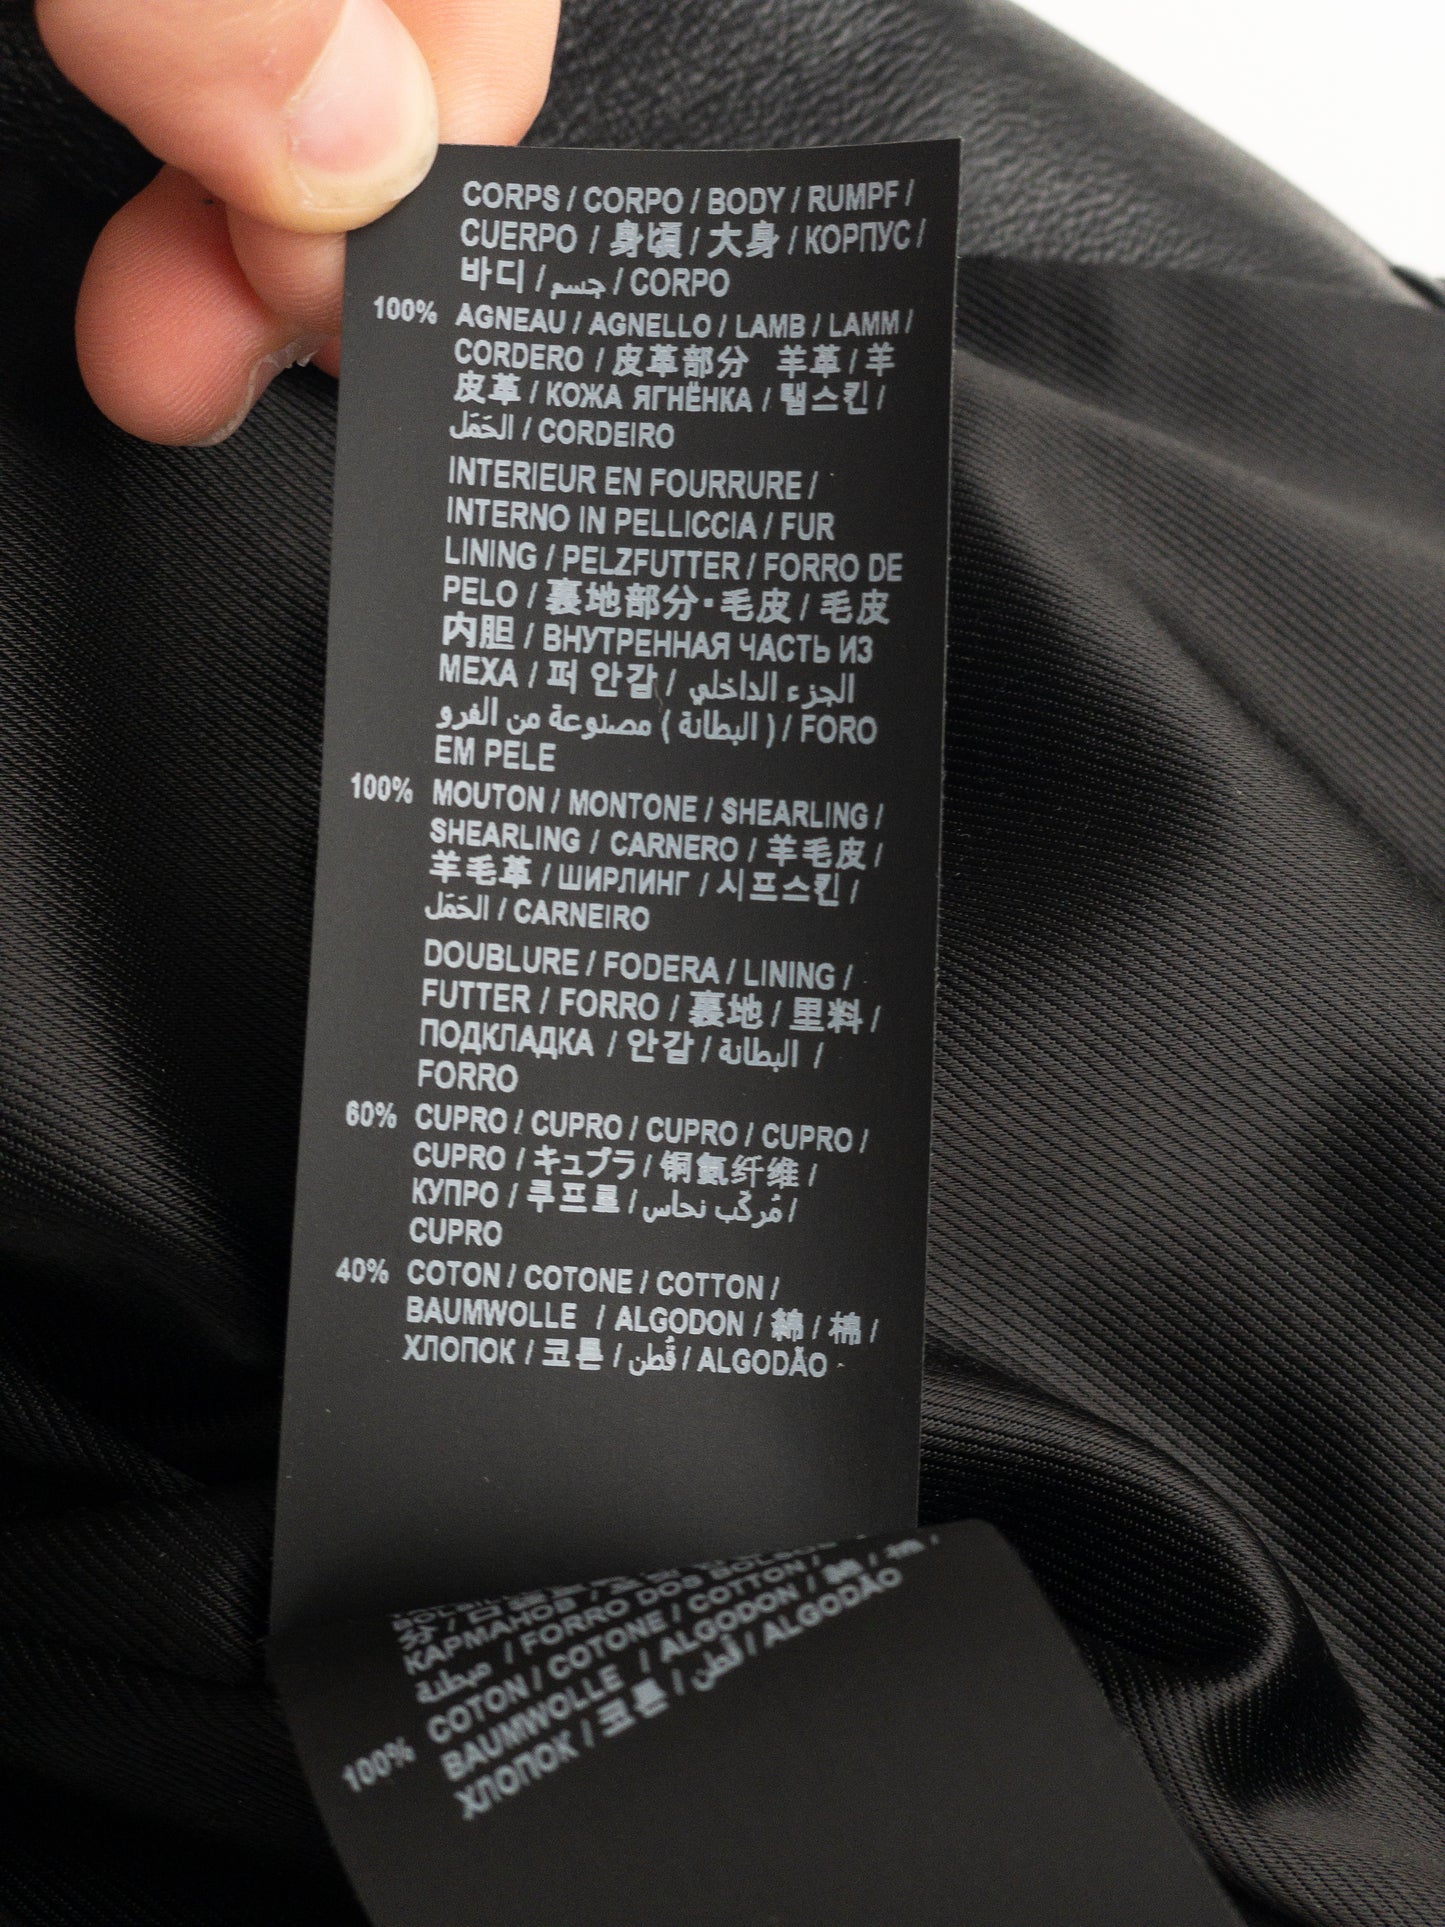 CORPS / CORPO / BODY / RUMPF /
CUERPO / 身頃 / 大身 / КОРПУС /
바디 / جسم / CORPO
100% AGNEAU / AGNELLO / LAMB / LAMM /
CORDERO / 皮革部分 羊革 / 羊
皮革 / КОЖА ЯГНЁНКА / 램스킨 /
الحَمَل / CORDEIRO
INTERIEUR EN FOURRURE /
INTERNO IN PELLICCIA / FUR
LINING / PELZFUTTER / FORRO DE
PELO / 裏地部分・毛皮 / 毛皮
内胆 / ВНУТРЕННАЯ ЧАСТЬ ИЗ
МЕХА / 퍼 안감 / الجزء الداخلي
( البطانة ) مصنوعة من الفرو / FORO
EM PELE
100% MOUTON / MONTONE / SHEARLING /
SHEARLING / CARNERO / 羊毛皮 /
羊毛革 / ШИРЛИНГ / 시프스킨 /
الحَمَل / CARNEIRO
DOUBLURE / FODERA / LINING /
FUTTER / FORRO / 裏地 / 里料 /
ПОДКЛАДКА / 안감 / البطانة /
FORRO
60% CUPRO / CUPRO / CUPRO / CUPRO /
CUPRO / キュプラ / 铜氨纤维 /
КУПРО / 쿠프로 / مُركّب نحاس /
CUPRO
40% COTON / COTONE / COTTON /
BAUMWOLLE / ALGODON / 綿 / 棉 /
ХЛОПОК / 코튼 / قُطن / ALGODÃO
КАРМАНОВ / FORRO DOS BOLSOS
مبطنة /
100% COTON / COTONE / COTTON /
BAUMWOLLE / ALGODON / 綿 / 棉 /
ХЛОПОК / 코튼 / قُطن / ALGODÃO